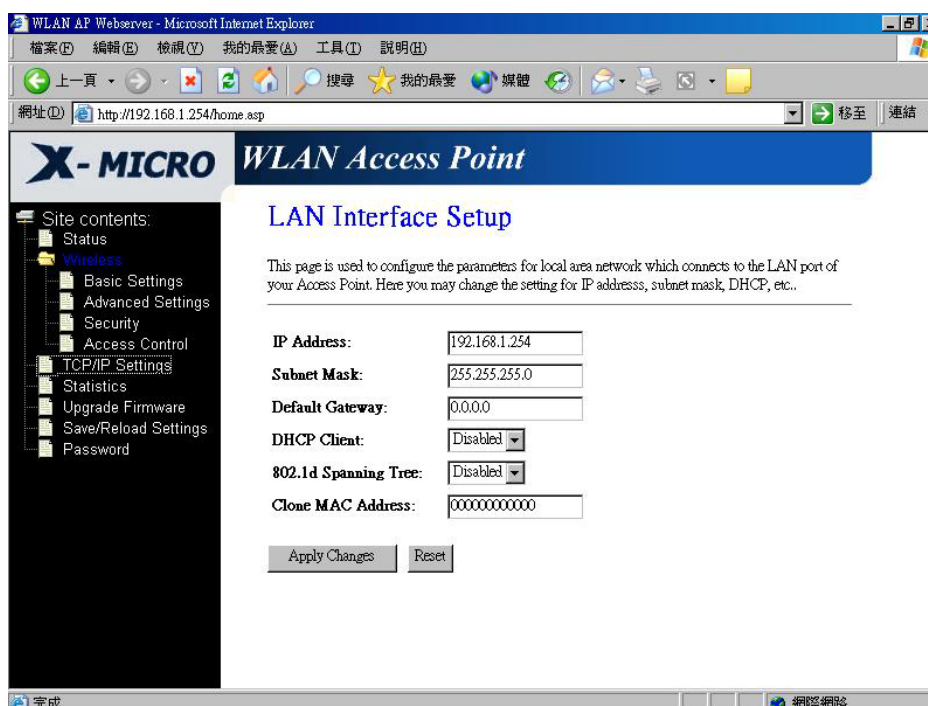 WLAN AP Webserver - Microsoft Internet Explorer
檔案(F) 編輯(E) 檢視(V) 我的最愛(A) 工具(T) 說明(H)
上一頁 搜尋 我的最愛 媒體
網址(D) http://192.168.1.254/home.asp 移至 連結
X-MICRO WLAN Access Point
Site contents:
Status
Wireless
Basic Settings
Advanced Settings
Security
Access Control
TCP/IP Settings
Statistics
Upgrade Firmware
Save/Reload Settings
Password
LAN Interface Setup
This page is used to configure the parameters for local area network which connects to the LAN port of
your Access Point. Here you may change the setting for IP addresss, subnet mask, DHCP, etc..
IP Address: 192.168.1.254
Subnet Mask: 255.255.255.0
Default Gateway: 0.0.0.0
DHCP Client: Disabled
802.1d Spanning Tree: Disabled
Clone MAC Address: 000000000000
Apply Changes Reset
完成 網際網路